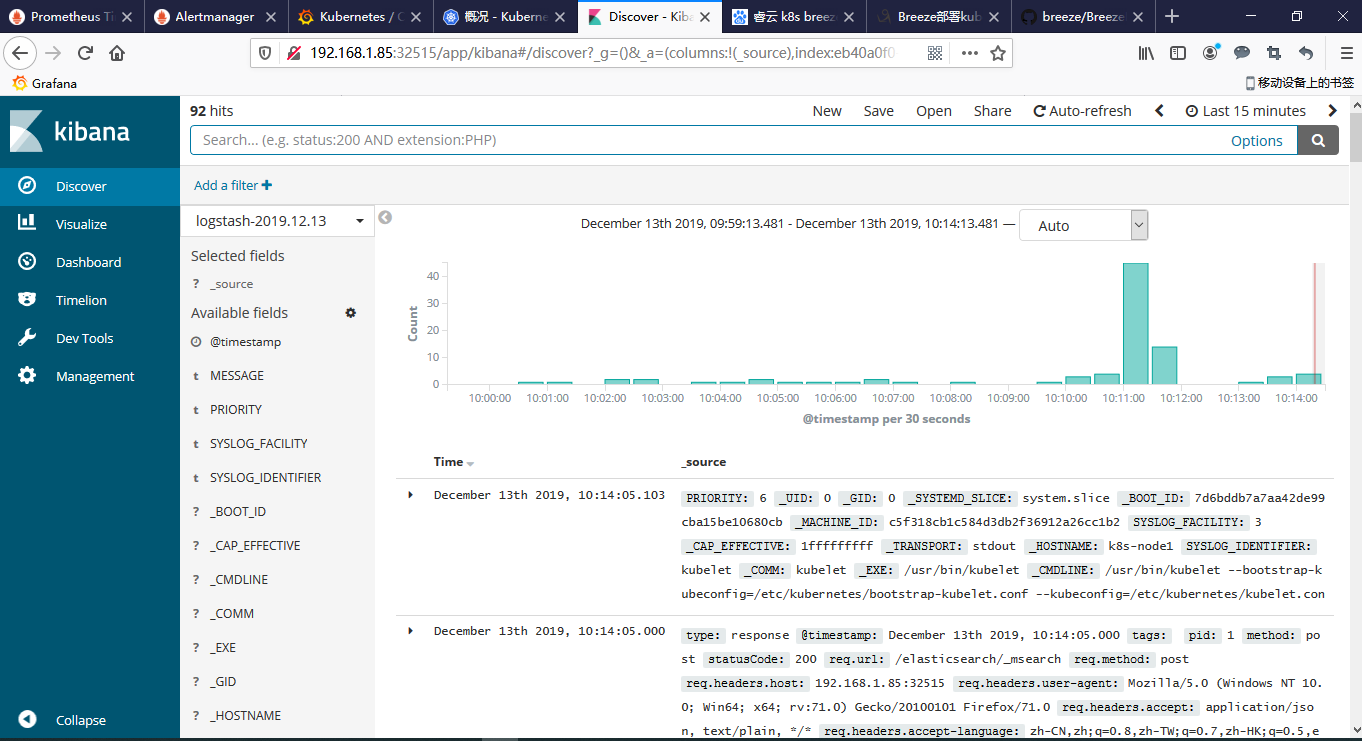 Prometheus Ti
Alertmanager
Kubernetes / C
概况 - Kuberne
Discover - Kiba
睿云 k8s breeze
Breeze部署kub
breeze/Breeze
192.168.1.85:32515/app/kibana#/discover?_g=()&_a=(columns:!(_source),index:eb40a0f0
Grafana
移动设备上的书签
kibana
Discover
Visualize
Dashboard
Timelion
Dev Tools
Management
Collapse
92 hits
New Save Open Share Auto-refresh Last 15 minutes
Search... (e.g. status:200 AND extension:PHP)
Options
Add a filter
logstash-2019.12.13
Selected fields
? _source
Available fields
@timestamp
t MESSAGE
t PRIORITY
t SYSLOG_FACILITY
t SYSLOG_IDENTIFIER
? _BOOT_ID
? _CAP_EFFECTIVE
? _CMDLINE
? _COMM
? _EXE
? _GID
? _HOSTNAME
December 13th 2019, 09:59:13.481 - December 13th 2019, 10:14:13.481 — Auto
Count
40
30
20
10
0
10:00:00 10:01:00 10:02:00 10:03:00 10:04:00 10:05:00 10:06:00 10:07:00 10:08:00 10:09:00 10:10:00 10:11:00 10:12:00 10:13:00 10:14:00
@timestamp per 30 seconds
Time _source
December 13th 2019, 10:14:05.103
PRIORITY: 6 _UID: 0 _GID: 0 _SYSTEMD_SLICE: system.slice _BOOT_ID: 7d6bddb7a7aa42de99
cba15be10680cb _MACHINE_ID: c5f318cb1c584d3db2f36912a26cc1b2 SYSLOG_FACILITY: 3
_CAP_EFFECTIVE: 1fffffffff _TRANSPORT: stdout _HOSTNAME: k8s-node1 SYSLOG_IDENTIFIER:
kubelet _COMM: kubelet _EXE: /usr/bin/kubelet _CMDLINE: /usr/bin/kubelet --bootstrap-k
ubeconfig=/etc/kubernetes/bootstrap-kubelet.conf --kubeconfig=/etc/kubernetes/kubelet.con
December 13th 2019, 10:14:05.000
type: response @timestamp: December 13th 2019, 10:14:05.000 tags: pid: 1 method: po
st statusCode: 200 req.url: /elasticsearch/_msearch req.method: post
req.headers.host: 192.168.1.85:32515 req.headers.user-agent: Mozilla/5.0 (Windows NT 10.
0; Win64; x64; rv:71.0) Gecko/20100101 Firefox/71.0 req.headers.accept: application/jso
n, text/plain, */* req.headers.accept-language: zh-CN,zh;q=0.8,zh-TW;q=0.7,zh-HK;q=0.5,e